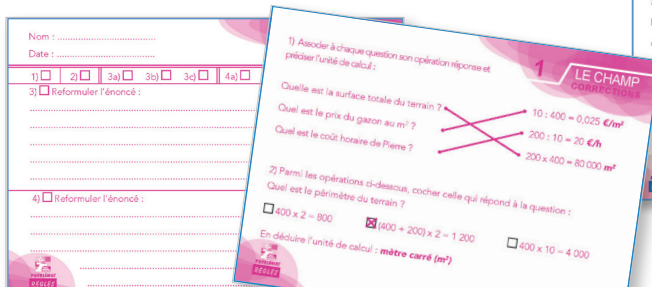 Nom : ...............................
Date : ...............................
1) ☐ 2) ☐ 3a) ☐ 3b) ☐ 3c) ☐ 4a) ☐
3) ☐ Reformuler l'énoncé :
4) ☐ Reformuler l'énoncé :
RÉGLÉS
1
LE CHAMP
CORRECTIONS
1) Associer à chaque question son opération réponse et
préciser l'unité de calcul :
Quelle est la surface totale du terrain ?
Quel est le prix du gazon au m² ?
Quel est le coût horaire de Pierre ?
10 : 400 = 0,025 €/m²
200 : 10 = 20 €/h
200 x 400 = 80 000 m²
2) Parmi les opérations ci-dessous, cocher celle qui répond à la question :
Quel est le périmètre du terrain ?
☐ 400 x 2 = 800 ☒ (400 + 200) x 2 = 1 200 ☐ 400 x 10 = 4 000
En déduire l'unité de calcul : mètre carré (m²)
RÉGLÉS